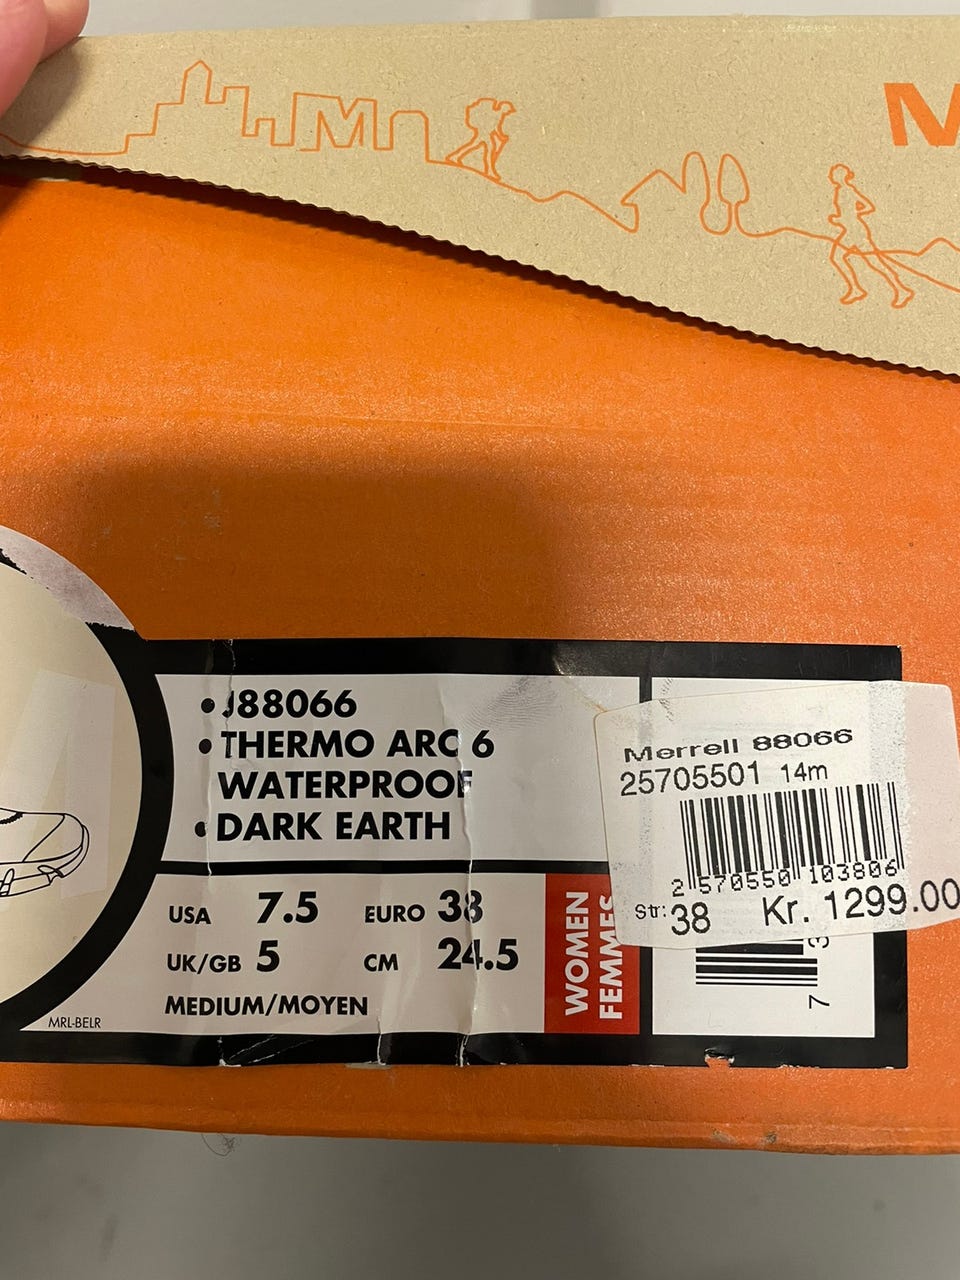 M
M
• J88066
• THERMO ARC 6
WATERPROOF
• DARK EARTH
USA 7.5 EURO 38
UK/GB 5 CM 24.5
MEDIUM/MOYEN
WOMEN
FEMMES
MRL-BELR
Merrell 88066
25705501 14m
2 570550 103806
Str: 38 Kr. 1299.00
7